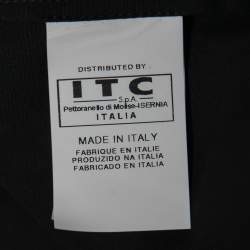 DISTRIBUTED BY:
ITC
S.p.A.
Pettoranello di Molise-ISERNIA
ITALIA
MADE IN ITALY
FABRIQUE EN ITALIE
PRODUZIDO NA ITALIA
FABRICADO EN ITALIA